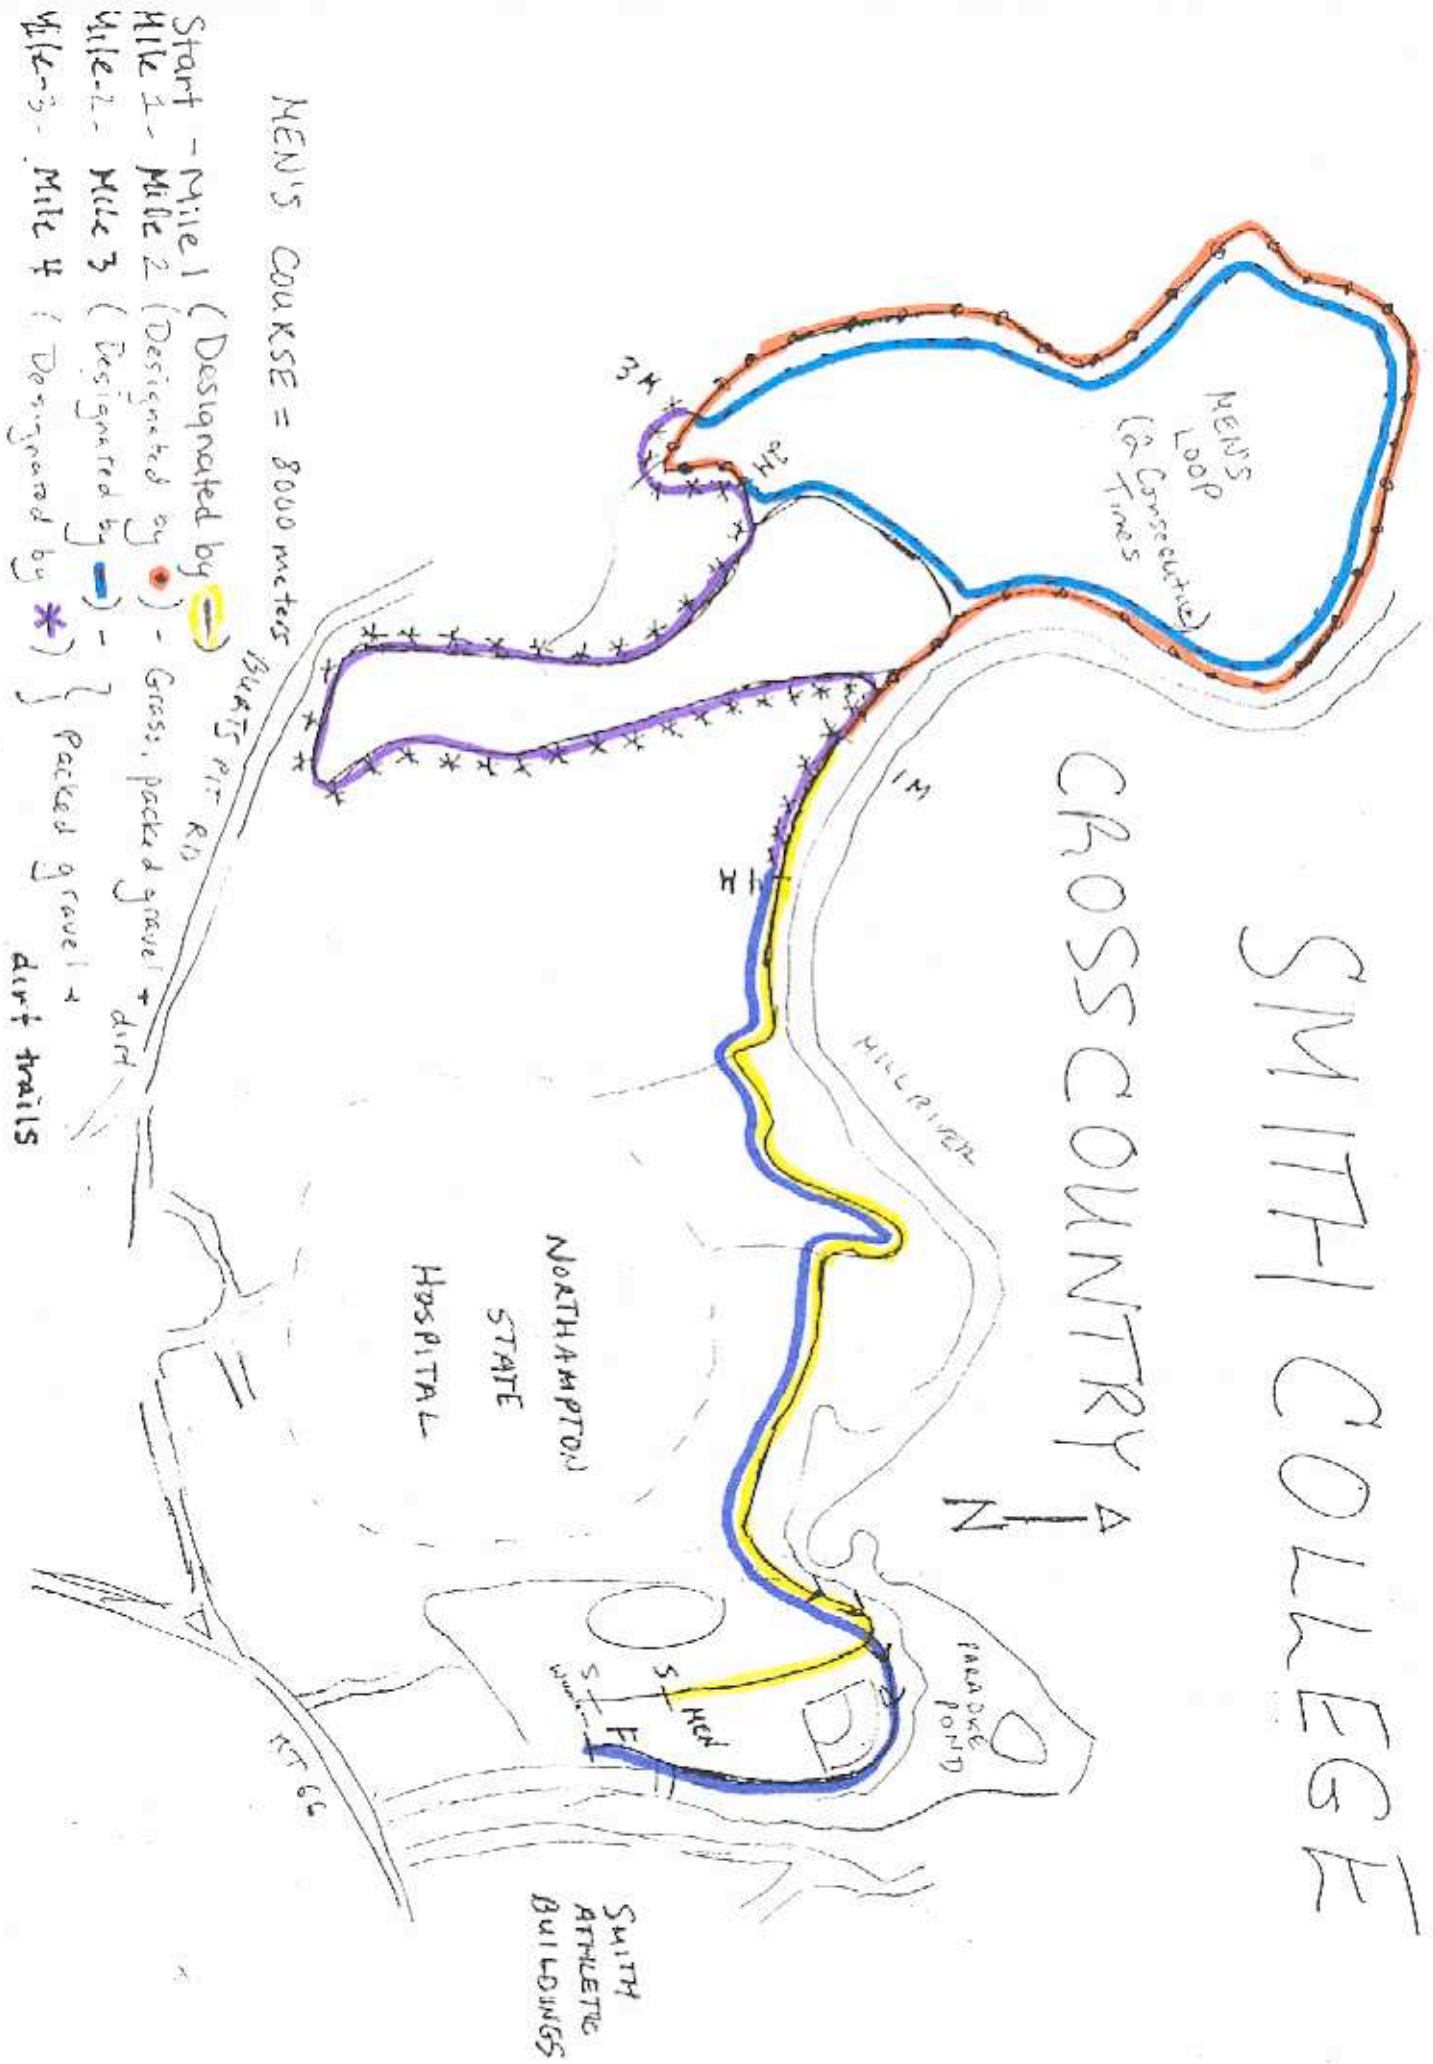 SMITH COLLEGE
CROSS COUNTRY
N
MEN'S
LOOP
(2 Consecutive)
Times
1M
2M
3M
MILL RIVER
PARADISE
POND
NORTHAMPTON
STATE
HOSPITAL
S
MEN
S
F
SMITH
ATHLETIC
BUILDINGS
RT 66
BURTS PIT RD
MEN'S COURSE = 8000 meters
Start - Mile 1 (Designated by —)
Mile 1 - Mile 2 (Designated by •) - Grass, packed gravel + dirt
Mile 2 - Mile 3 (Designated by -) -
Mile 3 - Mile 4 (Designated by *) } { packed gravel +
dirt trails